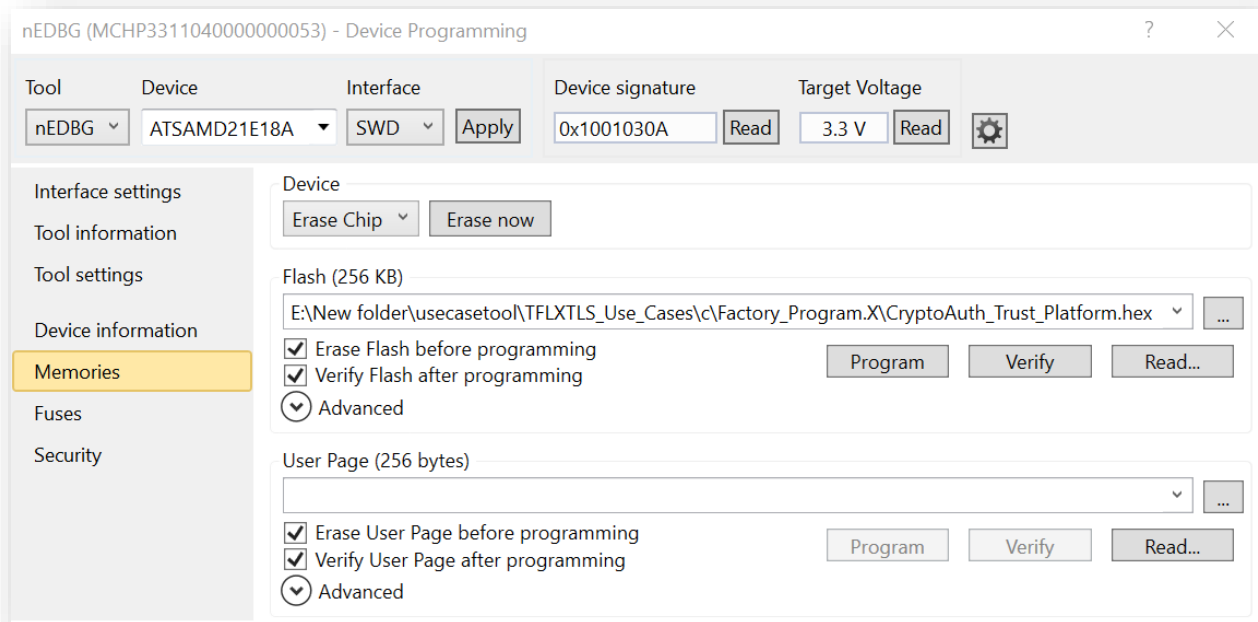 nEDBG (MCHP3311040000000053) - Device Programming ?
Tool Device Interface Device signature Target Voltage
nEDBG ATSAMD21E18A SWD Apply 0x1001030A Read 3.3 V Read
Interface settings
Tool information
Tool settings
Device information
Memories
Fuses
Security
Device
Erase Chip Erase now
Flash (256 KB)
E:\New folder\usecasetool\TFLXTLS_Use_Cases\c\Factory_Program.X\CryptoAuth_Trust_Platform.hex ...
Erase Flash before programming
Verify Flash after programming
Program Verify Read...
Advanced
User Page (256 bytes)
...
Erase User Page before programming
Verify User Page after programming
Program Verify Read...
Advanced